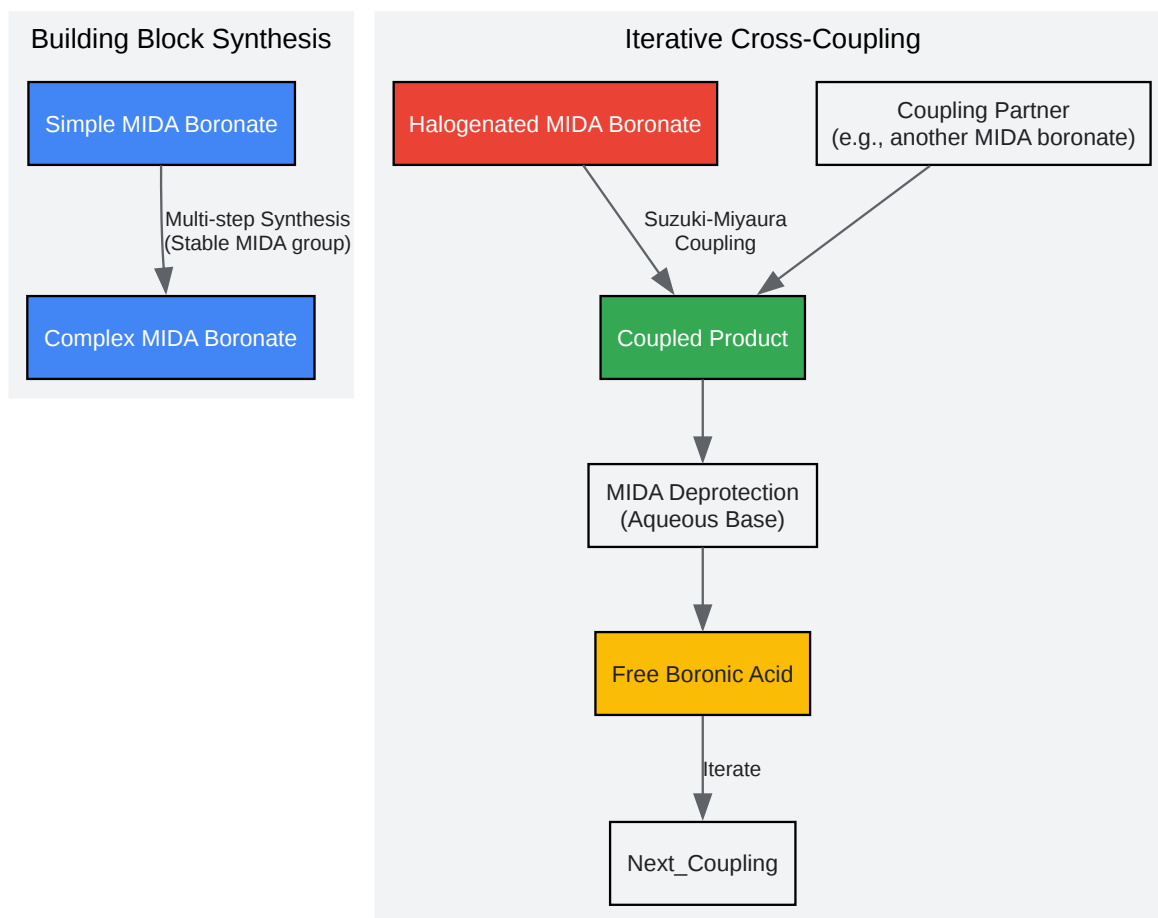 Building Block Synthesis
Simple MIDA Boronate
Multi-step Synthesis
(Stable MIDA group)
Complex MIDA Boronate
Iterative Cross-Coupling
Halogenated MIDA Boronate
Coupling Partner
(e.g., another MIDA boronate)
Suzuki-Miyaura
Coupling
Coupled Product
MIDA Deprotection
(Aqueous Base)
Free Boronic Acid
Iterate
Next_Coupling